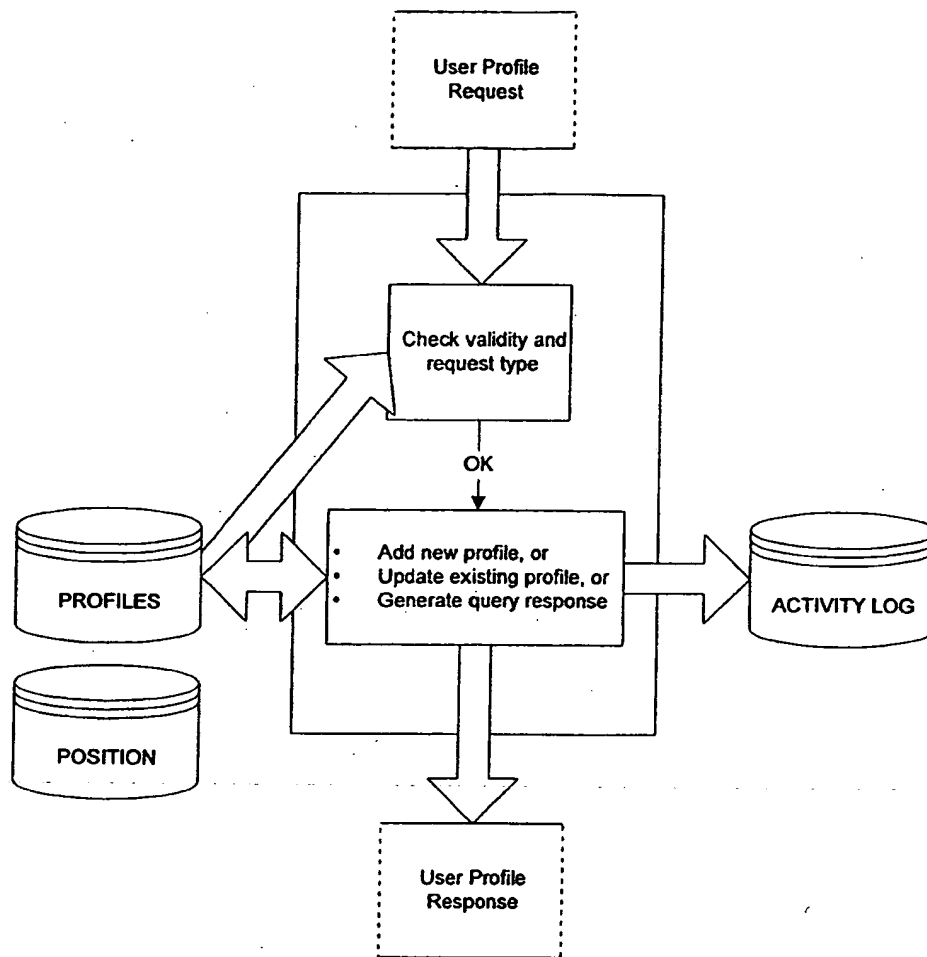 User Profile
Request
Check validity and
request type
OK
• Add new profile, or
• Update existing profile, or
• Generate query response
PROFILES
ACTIVITY LOG
POSITION
User Profile
Response